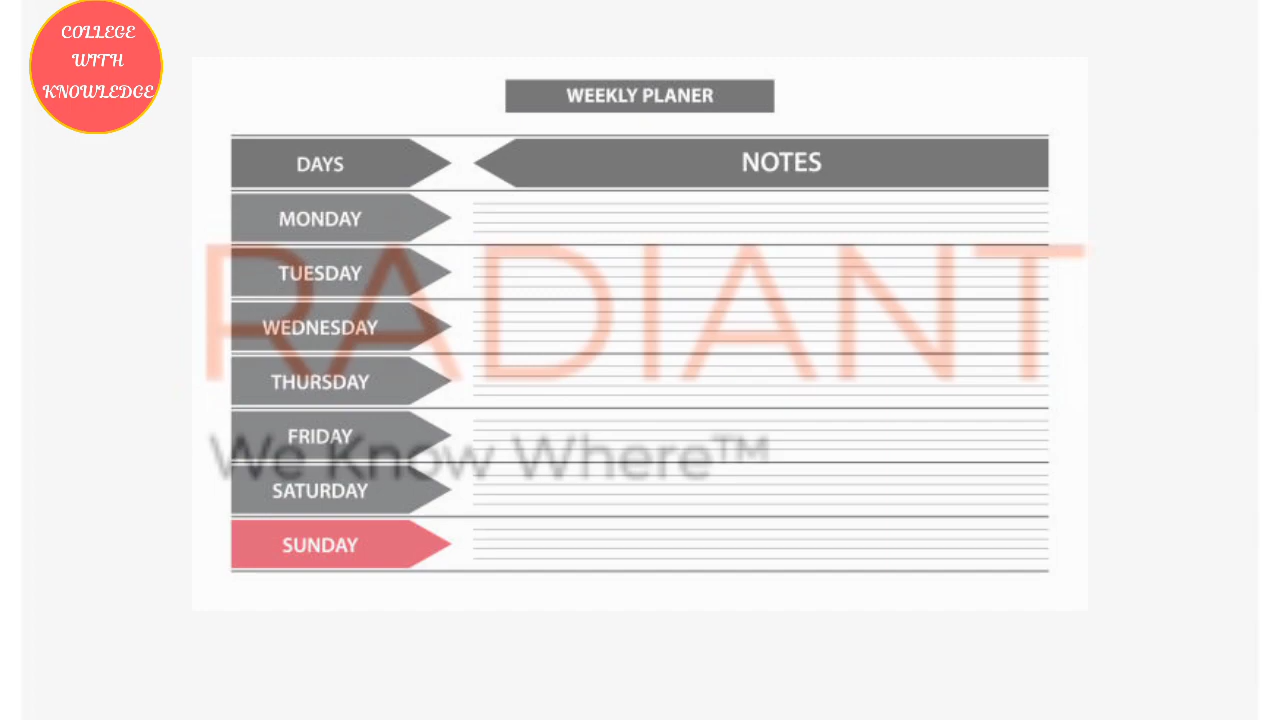 COLLEGE
WITH
KNOWLEDGE
WEEKLY PLANER
DAYS
NOTES
MONDAY
TUESDAY
RADIANT
WEDNESDAY
THURSDAY
FRIDAY
We Know Where™
SATURDAY
SUNDAY